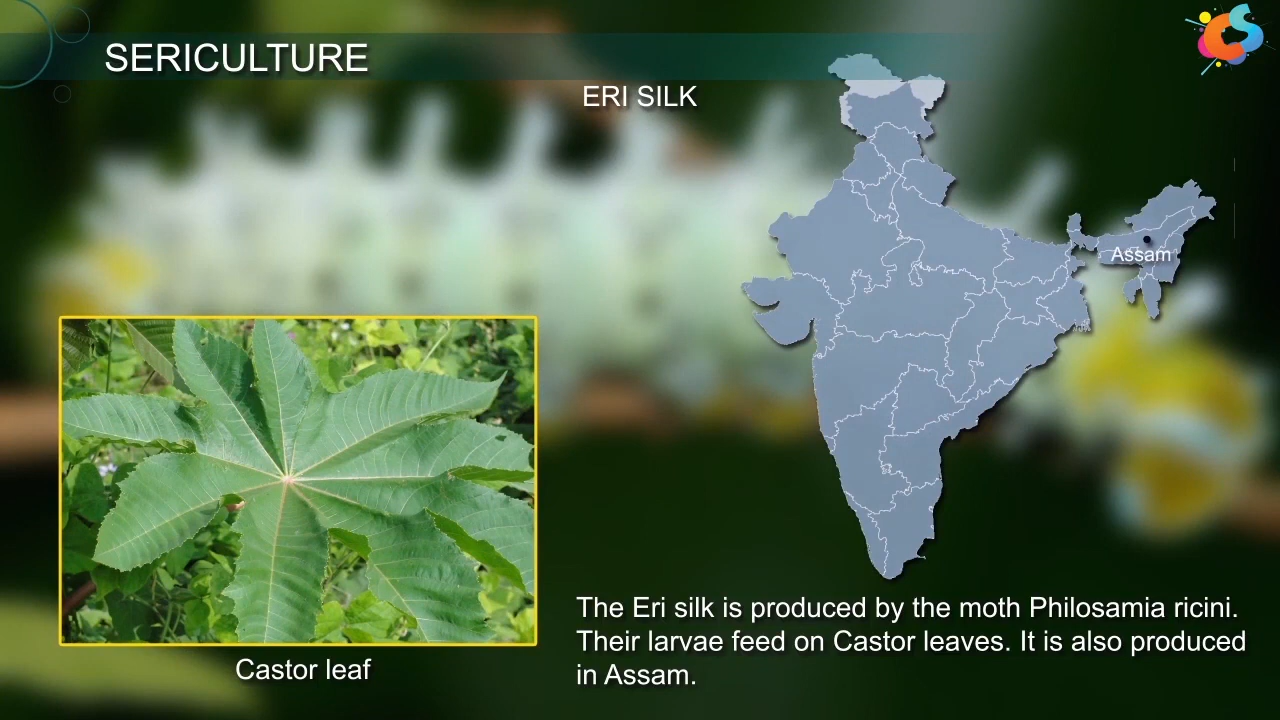 SERICULTURE
ERI SILK
Assam
Castor leaf
The Eri silk is produced by the moth Philosamia ricini.
Their larvae feed on Castor leaves. It is also produced
in Assam.
CS